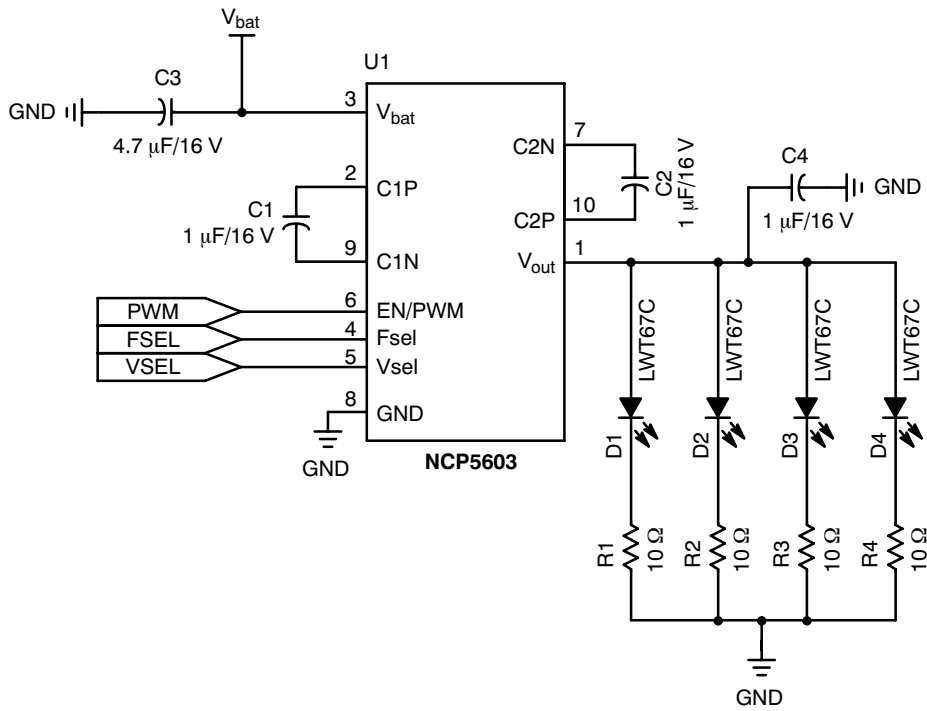 Vbat
U1
C3
GND
4.7 μF/16 V
3
Vbat
2
C1P
C1
1 μF/16 V
9
C1N
PWM
6
EN/PWM
FSEL
4
Fsel
VSEL
5
Vsel
8
GND
GND
NCP5603
C2N
7
C2
1 μF/16 V
C2P
10
Vout
1
C4
GND
1 μF/16 V
LWT67C
LWT67C
LWT67C
LWT67C
D1
D2
D3
D4
R1
10 Ω
R2
10 Ω
R3
10 Ω
R4
10 Ω
GND